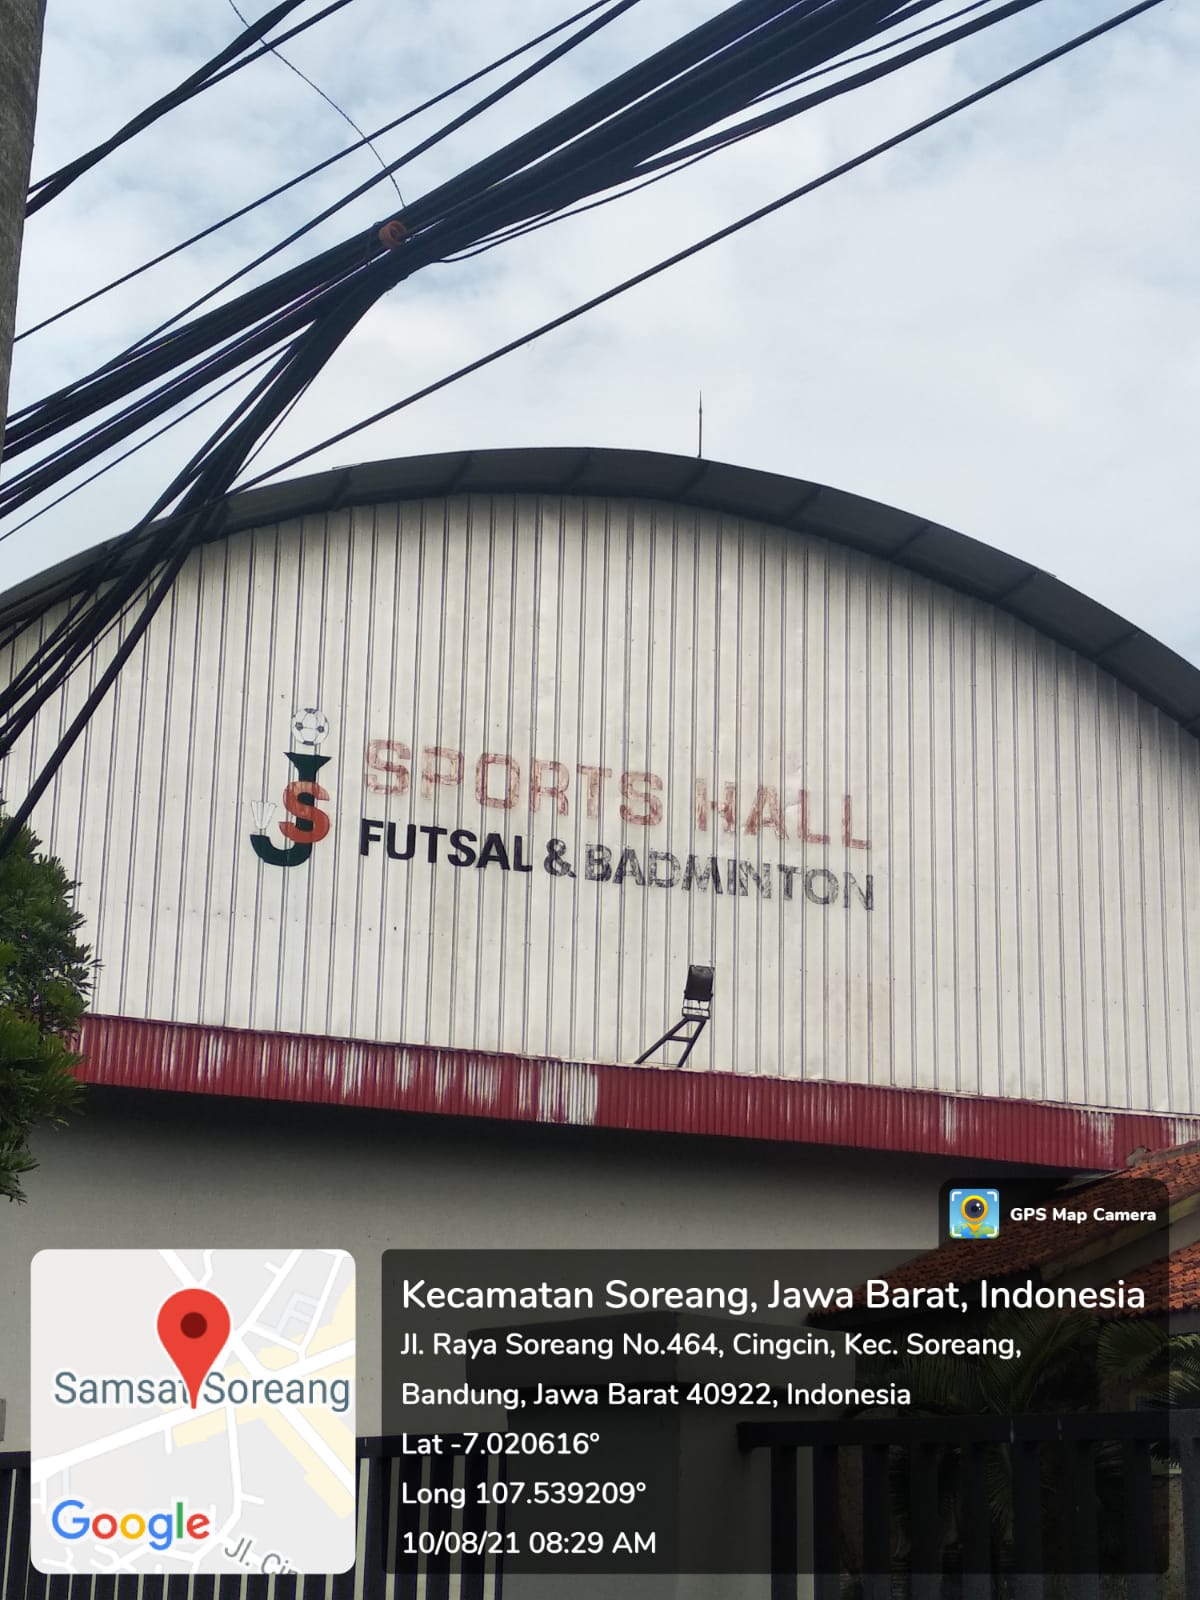 JS
SPORTS HALL
FUTSAL & BADMINTON
GPS Map Camera
Kecamatan Soreang, Jawa Barat, Indonesia
Jl. Raya Soreang No.464, Cingcin, Kec. Soreang,
Bandung, Jawa Barat 40922, Indonesia
Lat -7.020616°
Long 107.539209°
10/08/21 08:29 AM
Samsat Soreang
Google
Jl. Cin